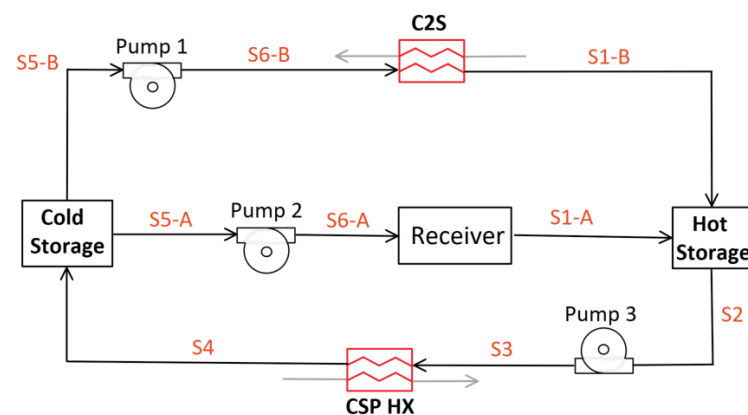 C2S
Pump 1
S5-B
S6-B
S1-B
Cold
Storage
S5-A
Pump 2
S6-A
Receiver
S1-A
Hot
Storage
S2
Pump 3
S4
S3
CSP HX